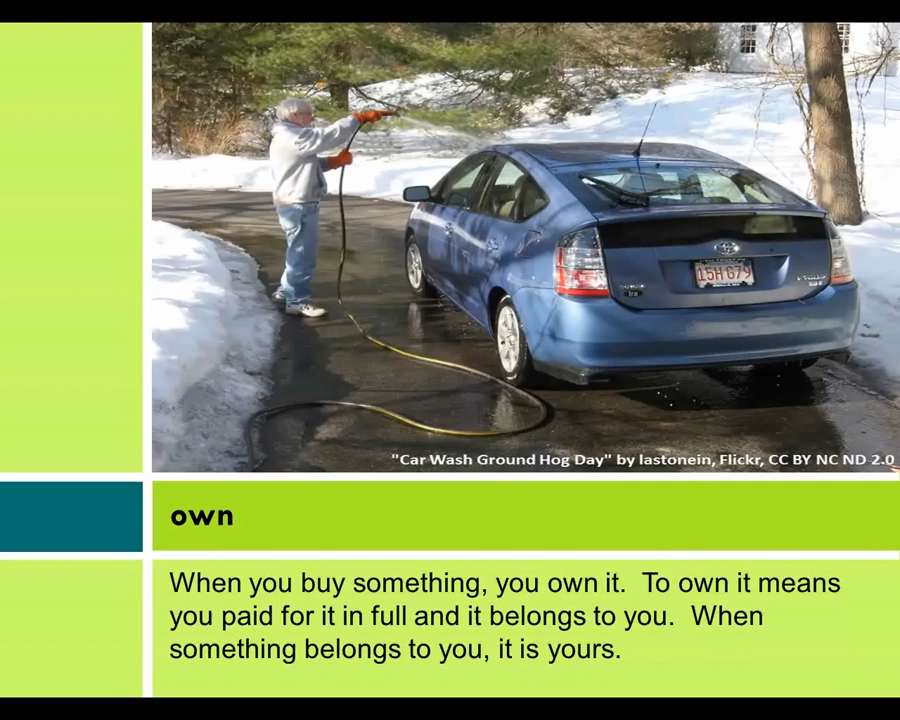 15H G79
"Car Wash Ground Hog Day" by lastonein, Flickr, CC BY NC ND 2.0
own
When you buy something, you own it.  To own it means
you paid for it in full and it belongs to you.  When
something belongs to you, it is yours.